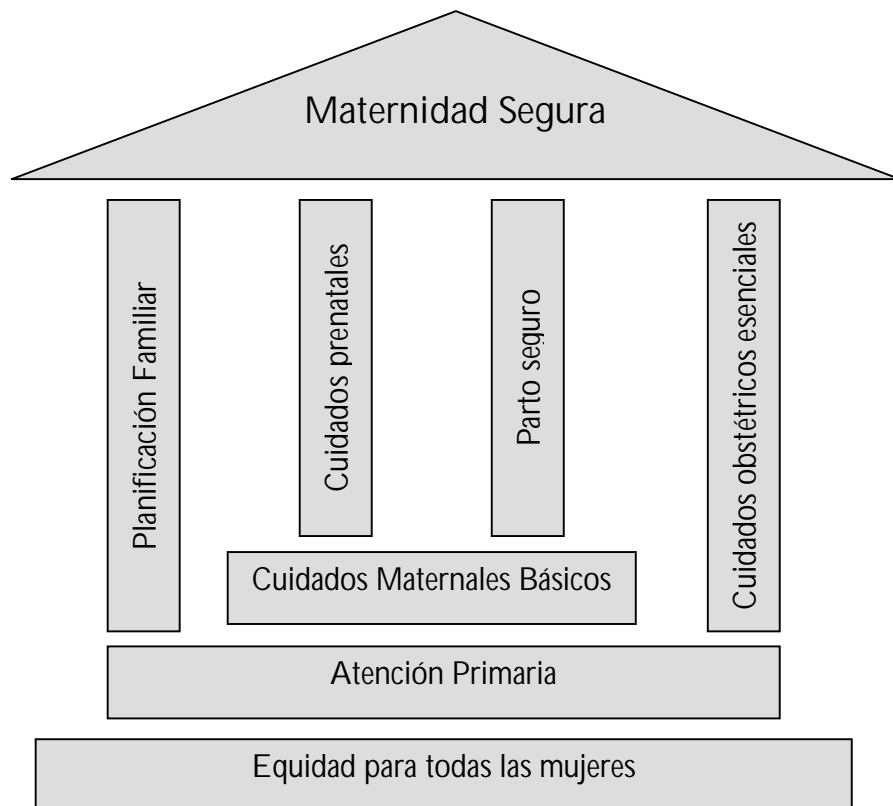 Maternidad Segura
Planificación Familiar
Cuidados prenatales
Parto seguro
Cuidados obstétricos esenciales
Cuidados Maternales Básicos
Atención Primaria
Equidad para todas las mujeres